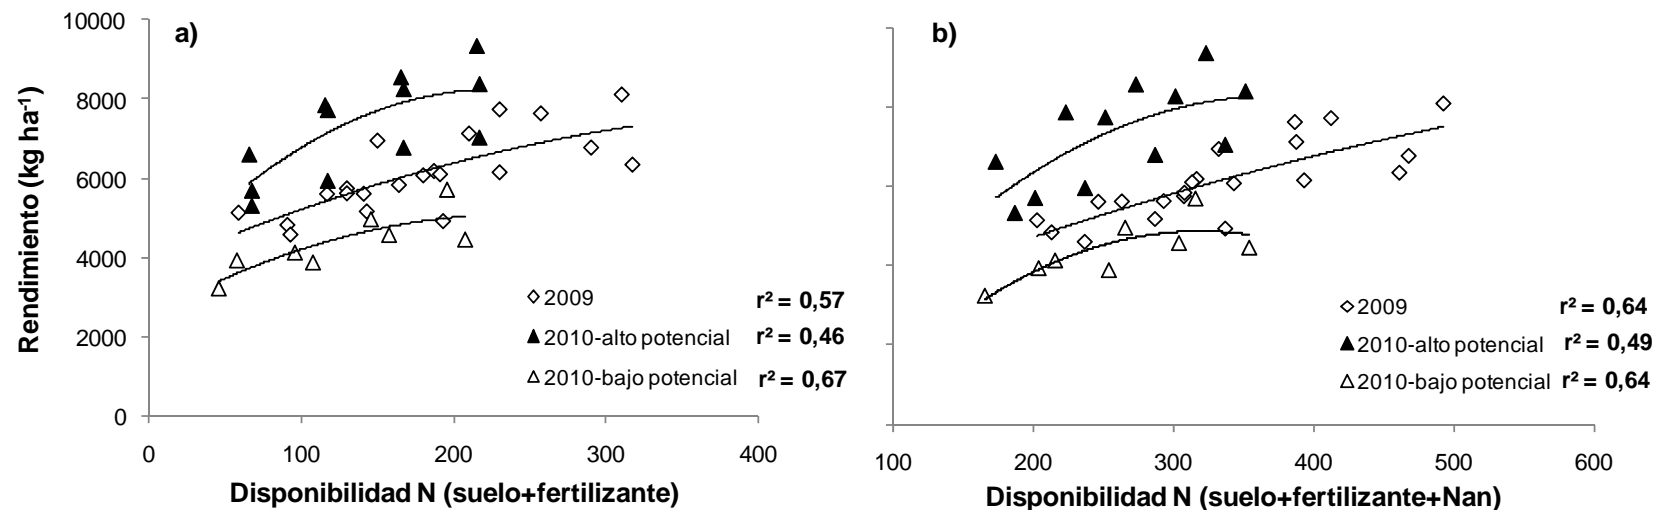 a)
Rendimiento (kg ha⁻¹)
10000
8000
6000
4000
2000
0
0 100 200 300 400
Disponibilidad N (suelo+fertilizante)
2009 r² = 0,57
2010-alto potencial r² = 0,46
2010-bajo potencial r² = 0,67
b)
100 200 300 400 500 600
Disponibilidad N (suelo+fertilizante+Nan)
2009 r² = 0,64
2010-alto potencial r² = 0,49
2010-bajo potencial r² = 0,64